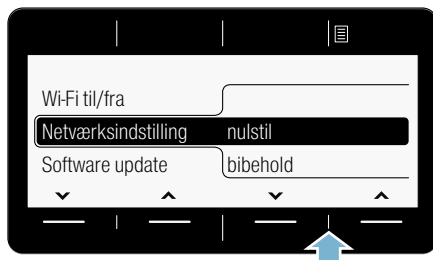 Wi-Fi til/fra
Netværksindstilling nulstil
Software update bibehold